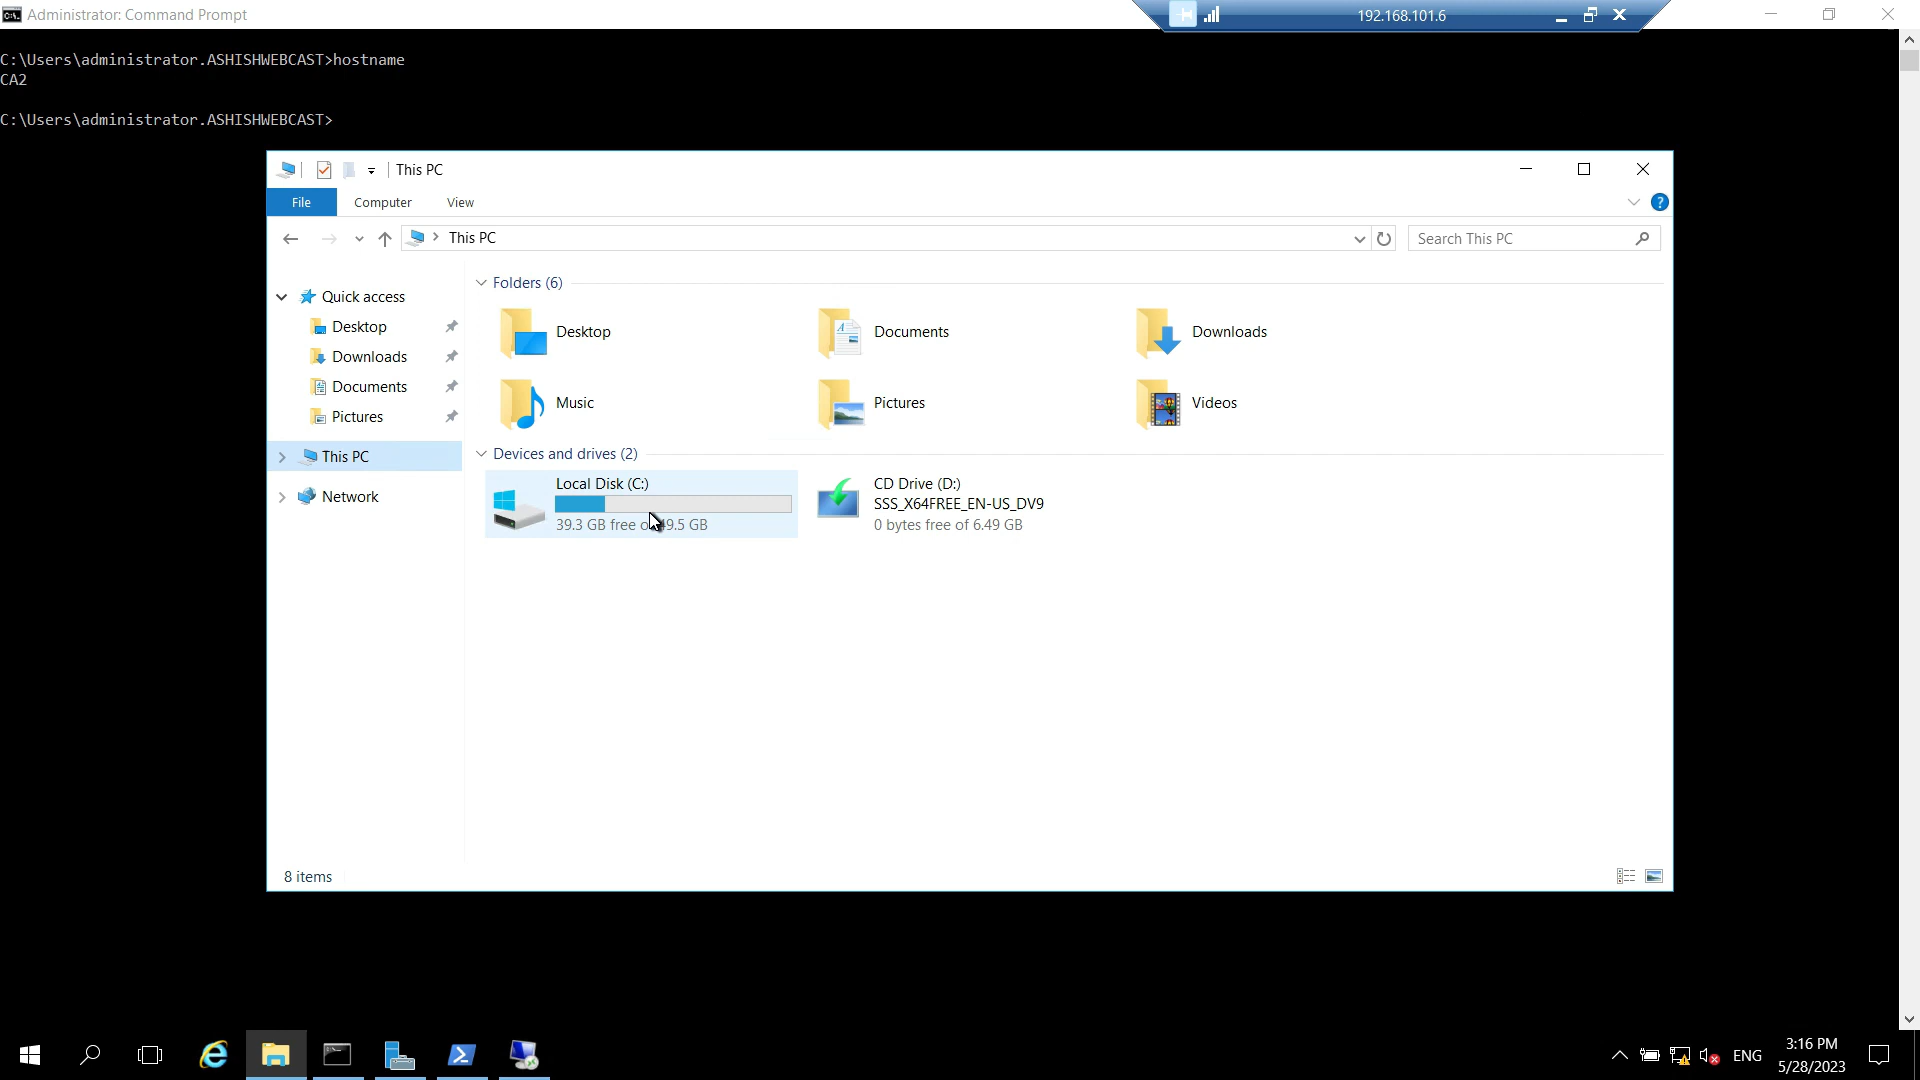 Administrator: Command Prompt
192.168.101.6
C:\Users\administrator.ASHISHWEBCAST>hostname
CA2
C:\Users\administrator.ASHISHWEBCAST>
This PC
File Computer View
This PC
Search This PC
Quick access
Desktop
Downloads
Documents
Pictures
This PC
Network
Folders (6)
Desktop
Documents
Downloads
Music
Pictures
Videos
Devices and drives (2)
Local Disk (C:)
39.3 GB free 9.5 GB
CD Drive (D:)
SSS_X64FREE_EN-US_DV9
0 bytes free of 6.49 GB
8 items
ENG
3:16 PM
5/28/2023